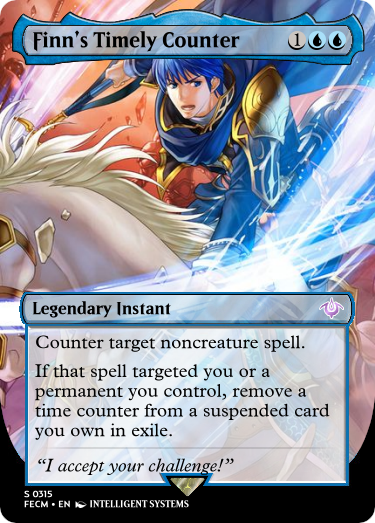 Finn's Timely Counter 1
Legendary Instant
Counter target noncreature spell.
If that spell targeted you or a
permanent you control, remove a
time counter from a suspended card
you own in exile.
"I accept your challenge!"
S 0315
FECM • EN INTELLIGENT SYSTEMS